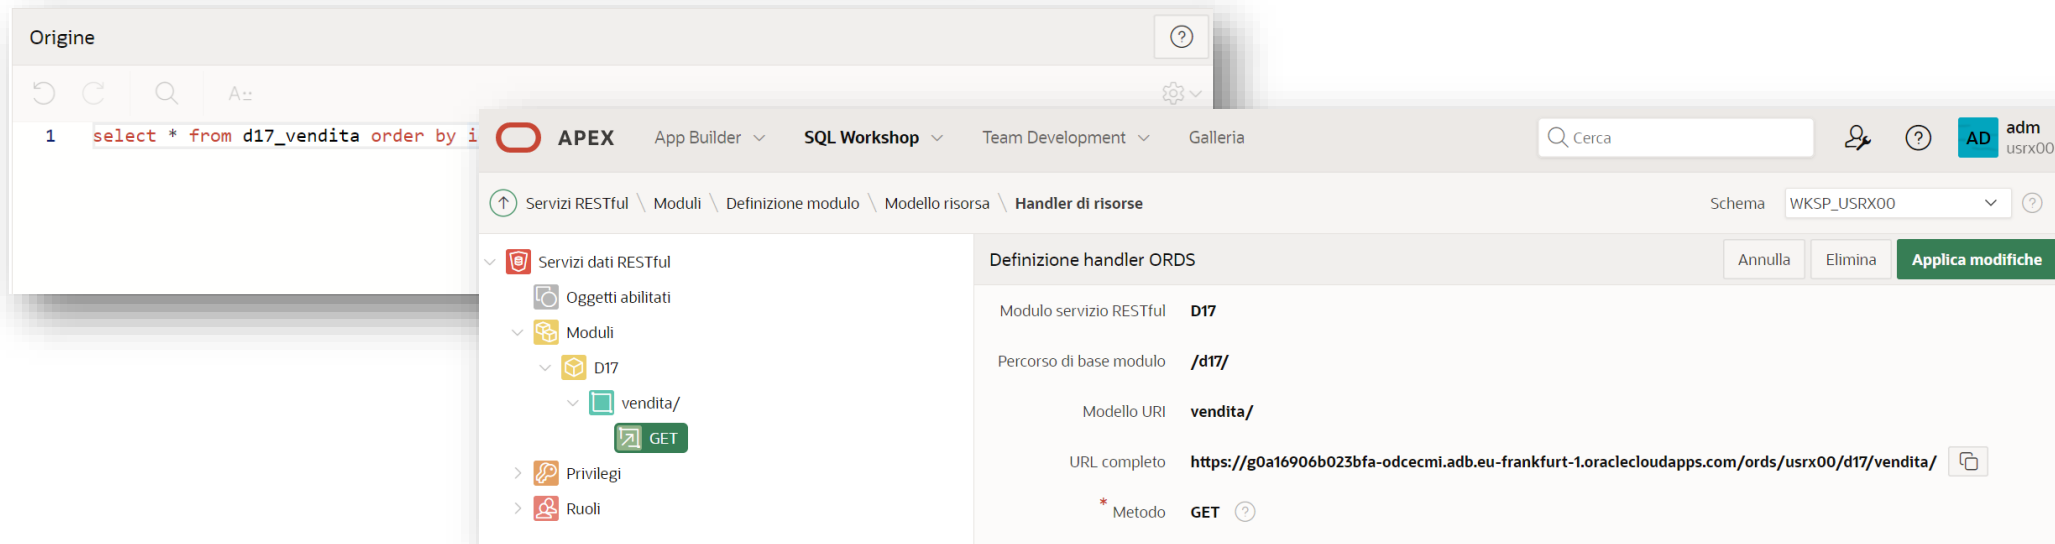 Origine
A
1 select * from d17_vendita order by i
APEX App Builder SQL Workshop Team Development Galleria Cerca AD adm
usrx00
Servizi RESTful \ Moduli \ Definizione modulo \ Modello risorsa \ Handler di risorse Schema WKSP_USRX00
Servizi dati RESTful
Oggetti abilitati
Moduli
D17
vendita/
GET
Privilegi
Ruoli
Definizione handler ORDS Annulla Elimina Applica modifiche
Modulo servizio RESTful D17
Percorso di base modulo /d17/
Modello URI vendita/
URL completo https://g0a16906b023bfa-odcecmi.adb.eu-frankfurt-1.oraclecloudapps.com/ords/usrx00/d17/vendita/
* Metodo GET